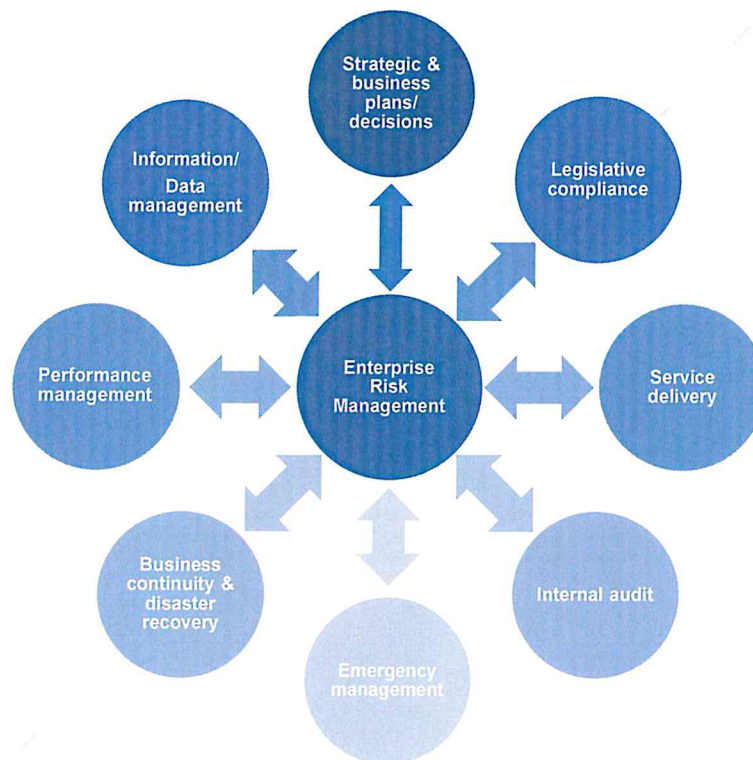 Strategic &
business
plans/
decisions
Legislative
compliance
Service
delivery
Internal audit
Emergency
management
Business
continuity &
disaster
recovery
Performance
management
Information/
Data
management
Enterprise
Risk
Management